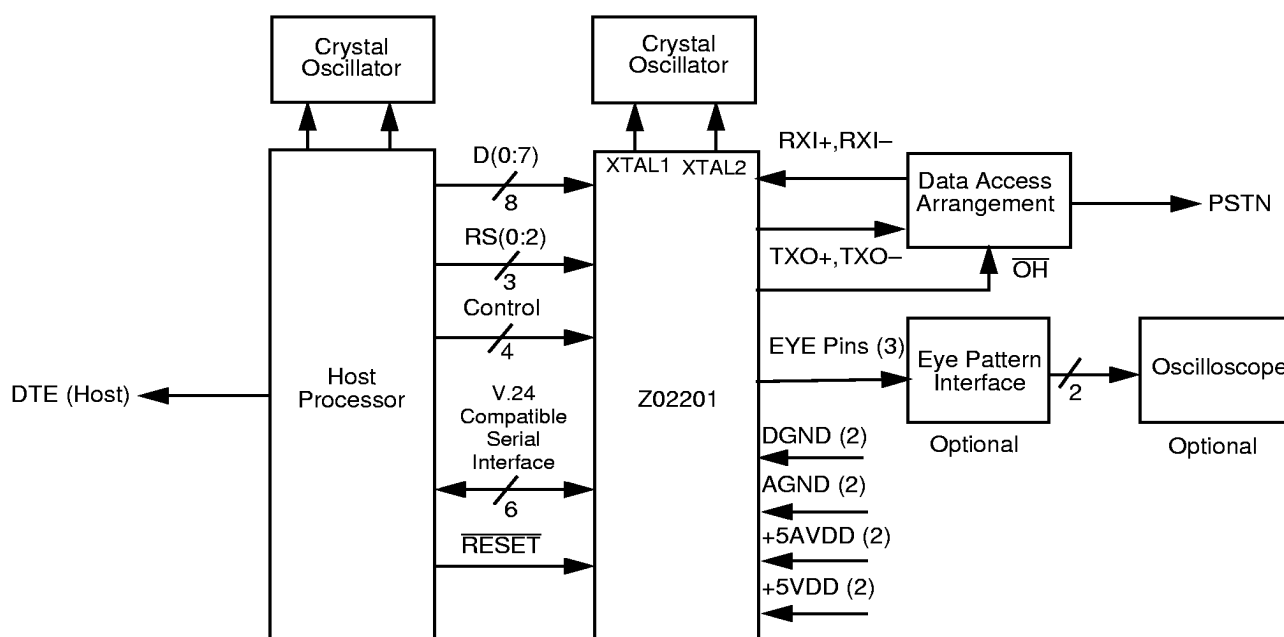 Crystal
Oscillator
Crystal
Oscillator
D(0:7)
8
RS(0:2)
3
Control
4
V.24
Compatible
Serial
Interface
6
RESET
DTE (Host)
Host
Processor
XTAL1 XTAL2
Z02201
RXI+,RXI–
TXO+,TXO–
OH
Data Access
Arrangement
PSTN
EYE Pins (3)
Eye Pattern
Interface
Optional
2
Oscilloscope
Optional
DGND (2)
AGND (2)
+5AVDD (2)
+5VDD (2)